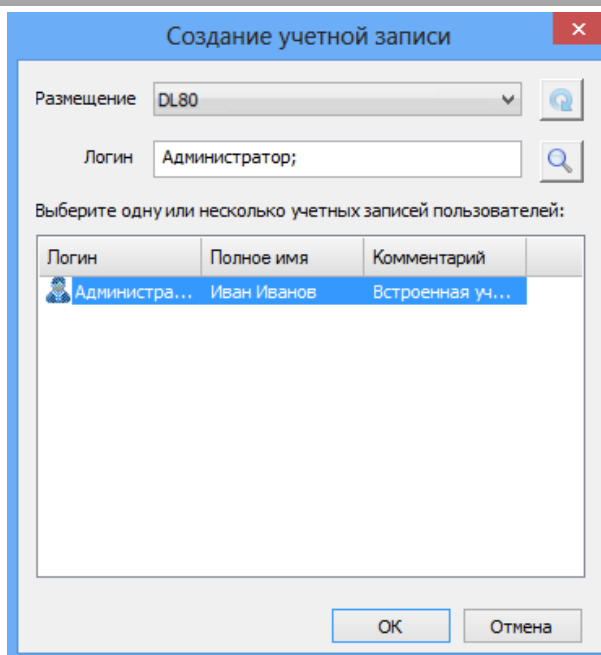 Создание учетной записи
Размещение DL80
Логин Администратор;
Выберите одну или несколько учетных записей пользователей:
Логин Полное имя Комментарий
Администра... Иван Иванов Встроенная уч...
ОК Отмена